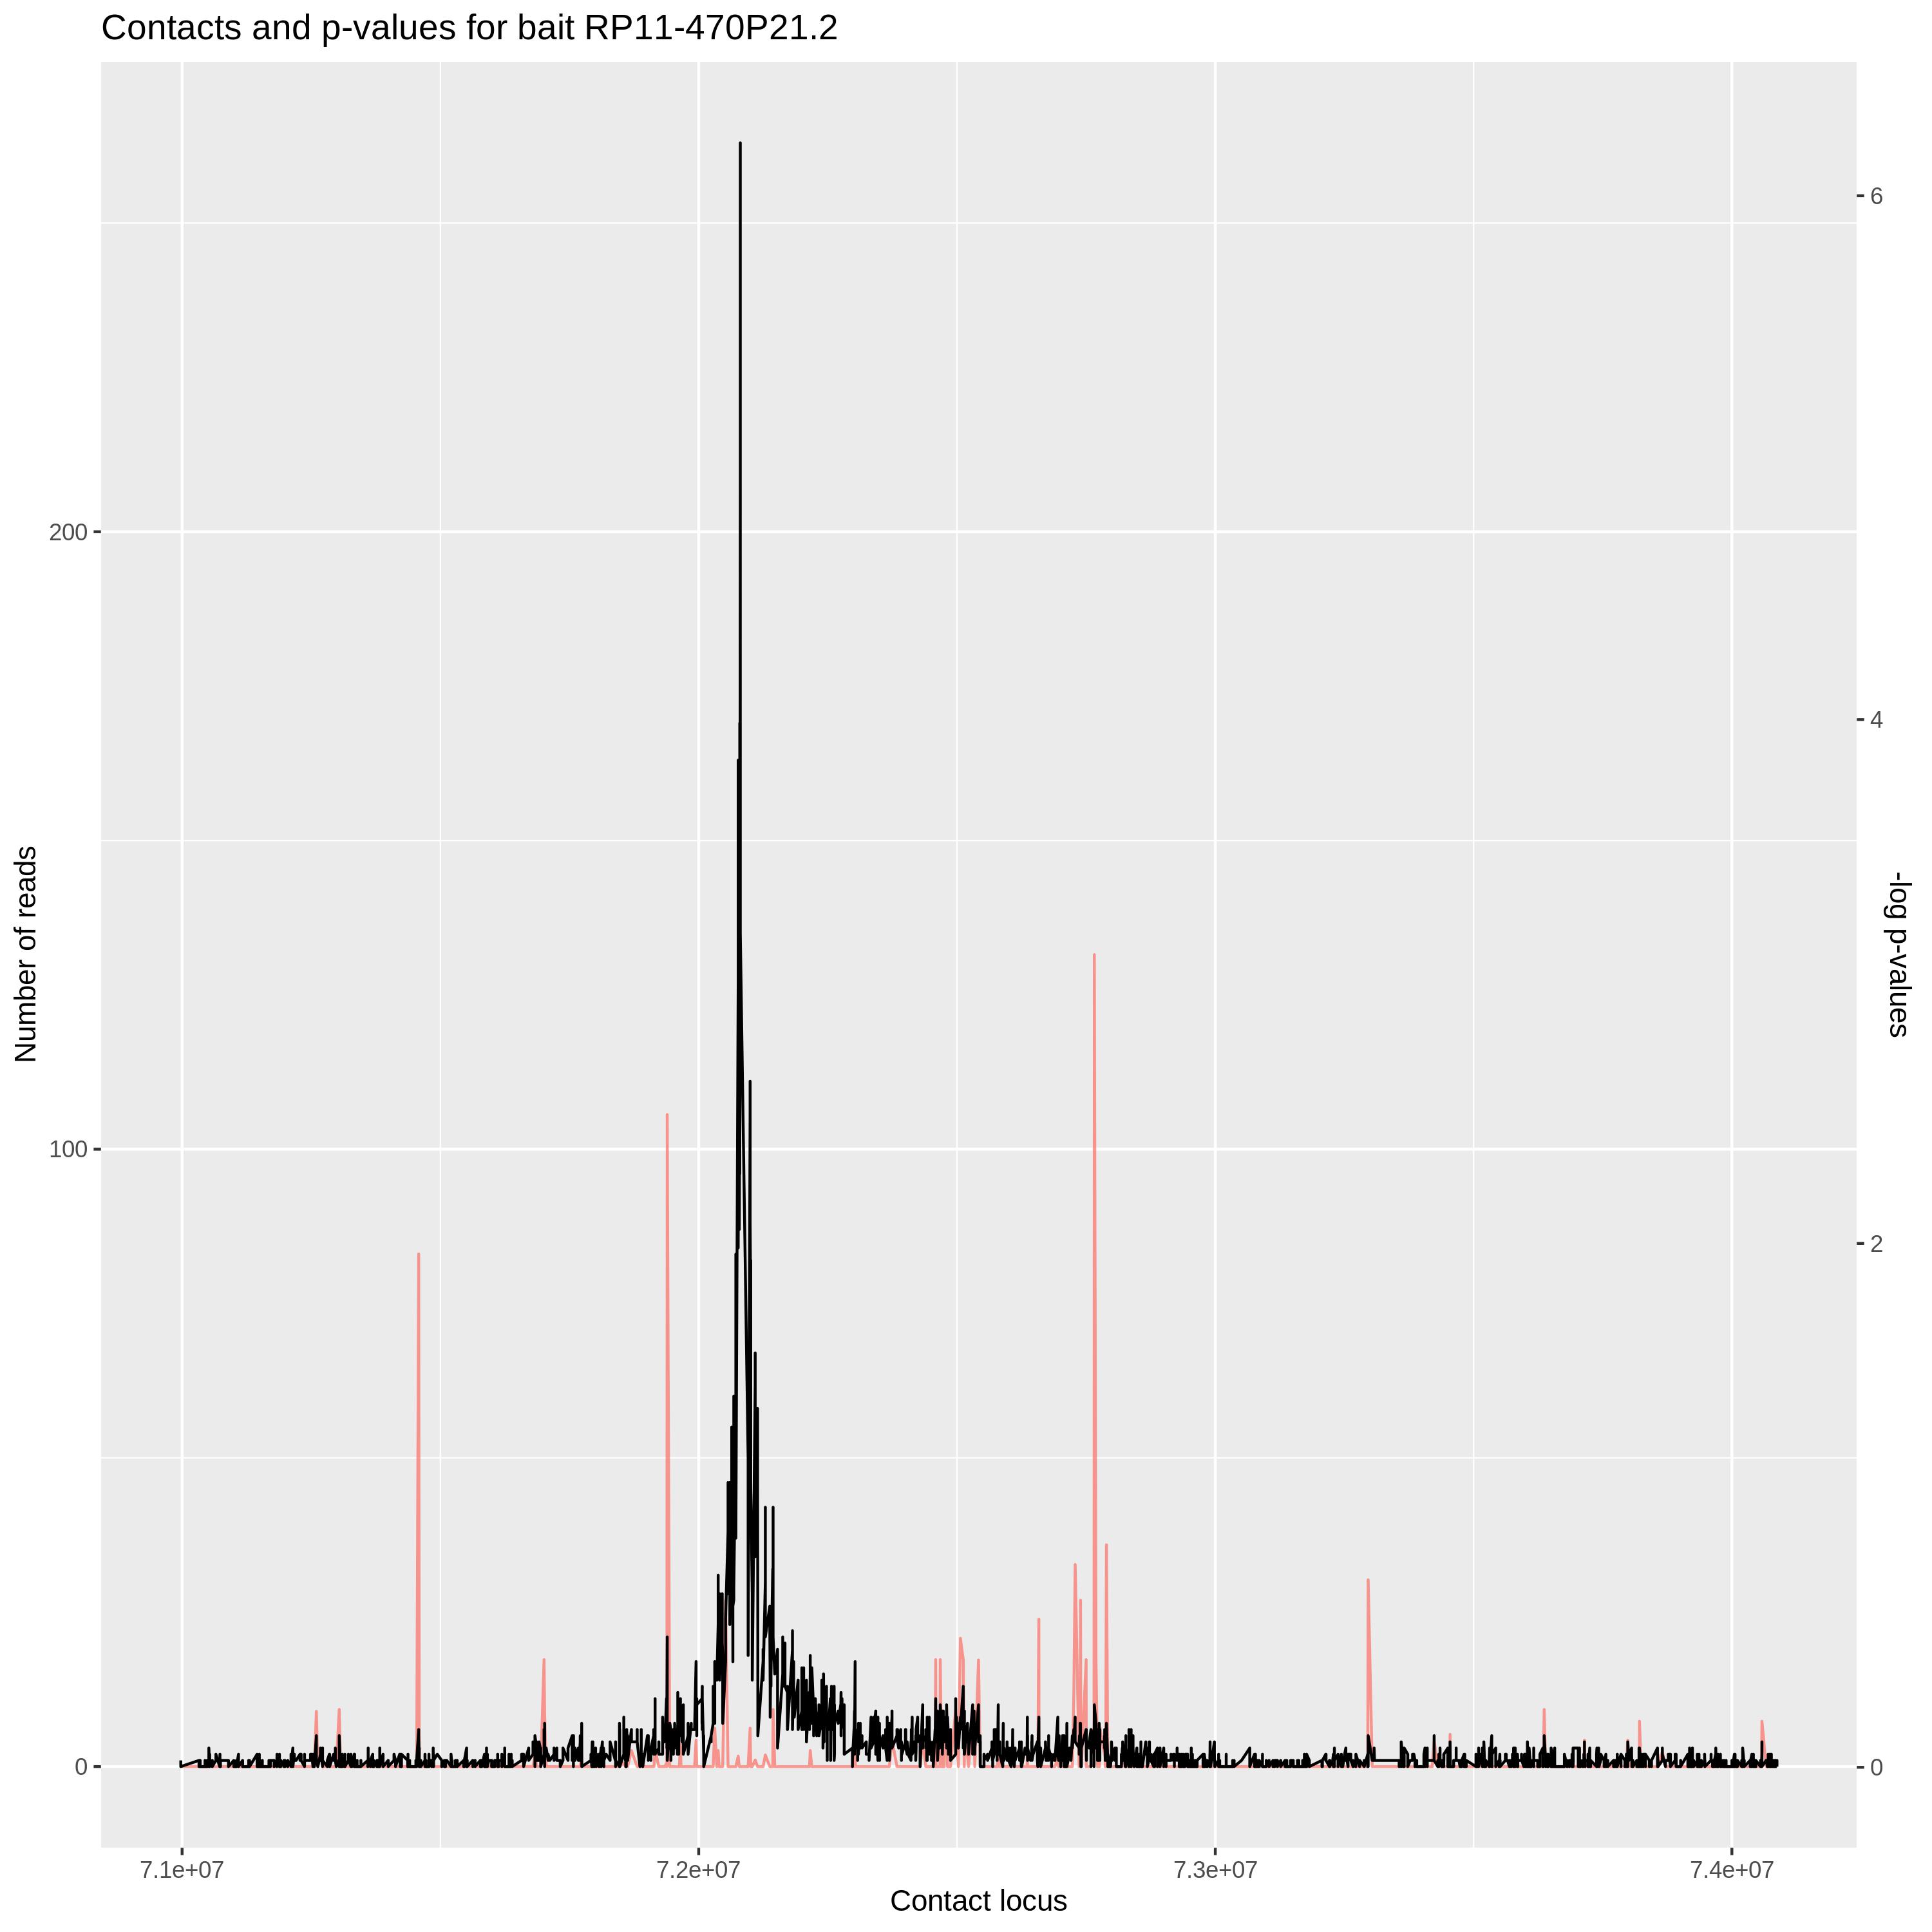 Contacts and p-values for bait RP11-470P21.2
Number of reads
200
100
0
6
4
2
0
-log p-values
7.1e+07
7.2e+07
7.3e+07
7.4e+07
Contact locus